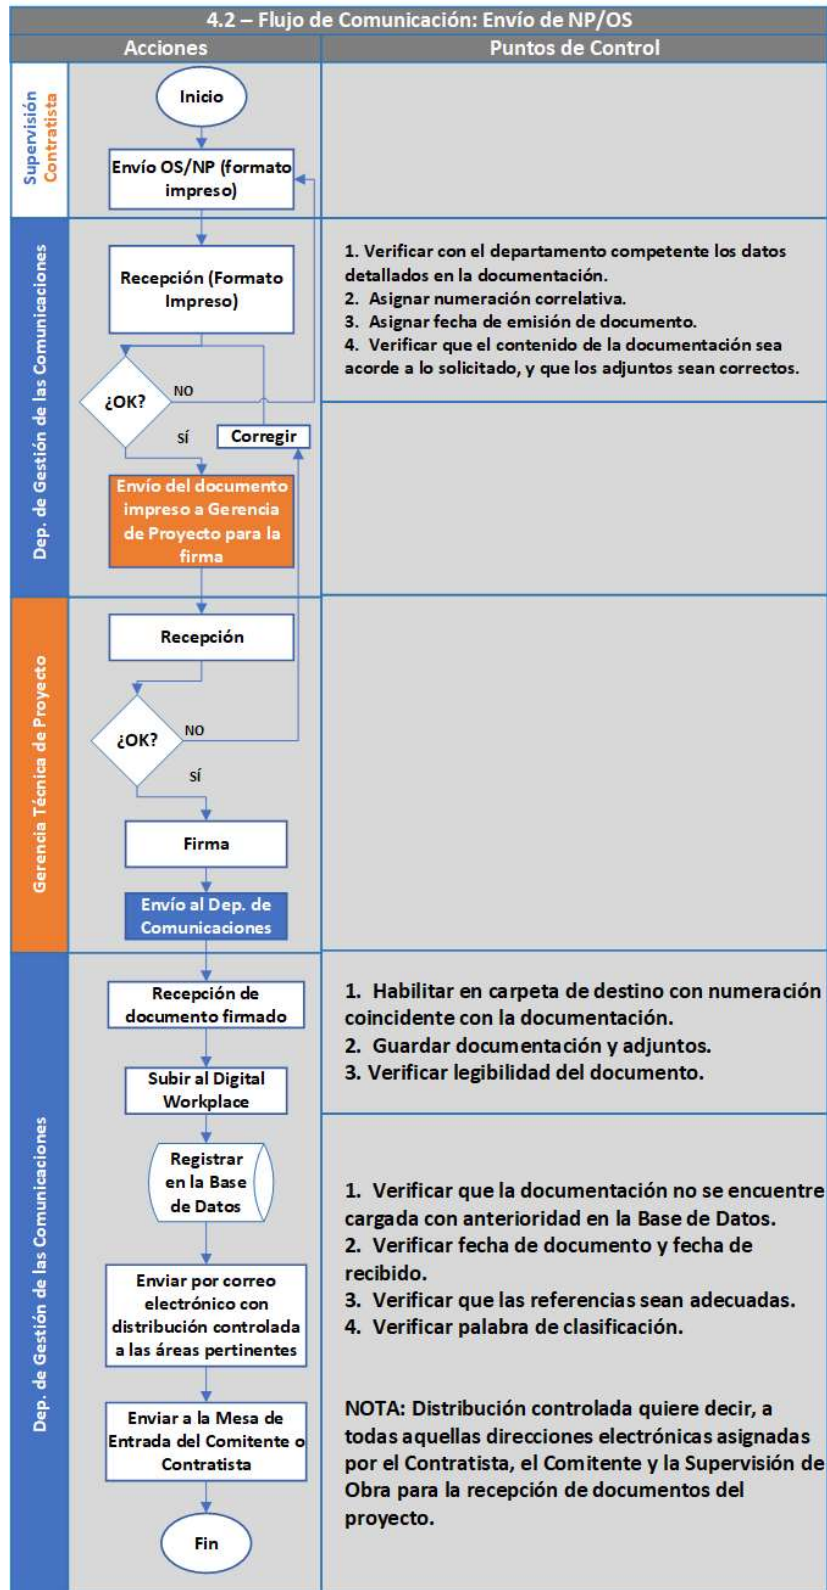 4.2 – Flujo de Comunicación: Envío de NP/OS
Acciones
Puntos de Control
Supervisión
Contratista
Inicio
Envío OS/NP (formato
impreso)
Dep. de Gestión de las Comunicaciones
Recepción (Formato
Impreso)
¿OK?
NO
SÍ
Corregir
Envío del documento
impreso a Gerencia
de Proyecto para la
firma
1. Verificar con el departamento competente los datos
detallados en la documentación.
2. Asignar numeración correlativa.
3. Asignar fecha de emisión de documento.
4. Verificar que el contenido de la documentación sea
acorde a lo solicitado, y que los adjuntos sean correctos.
Gerencia Técnica de Proyecto
Recepción
¿OK?
NO
SÍ
Firma
Envío al Dep. de
Comunicaciones
Dep. de Gestión de las Comunicaciones
Recepción de
documento firmado
Subir al Digital
Workplace
1. Habilitar en carpeta de destino con numeración
coincidente con la documentación.
2. Guardar documentación y adjuntos.
3. Verificar legibilidad del documento.
Registrar
en la Base
de Datos
Enviar por correo
electrónico con
distribución controlada
a las áreas pertinentes
Enviar a la Mesa de
Entrada del Comitente o
Contratista
Fin
1. Verificar que la documentación no se encuentre
cargada con anterioridad en la Base de Datos.
2. Verificar fecha de documento y fecha de
recibido.
3. Verificar que las referencias sean adecuadas.
4. Verificar palabra de clasificación.
NOTA: Distribución controlada quiere decir, a
todas aquellas direcciones electrónicas asignadas
por el Contratista, el Comitente y la Supervisión de
Obra para la recepción de documentos del
proyecto.